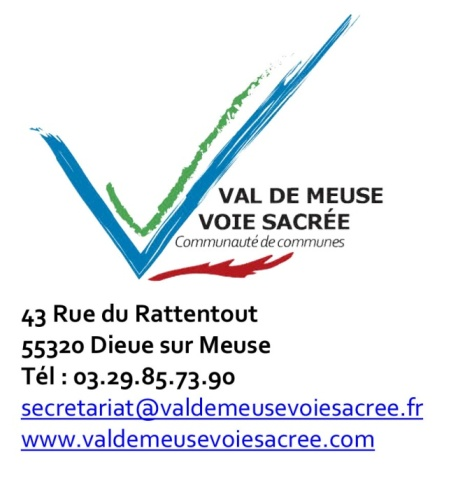 VAL DE MEUSE
VOIE SACRÉE
Communauté de communes
43 Rue du Rattentout
55320 Dieue sur Meuse
Tél : 03.29.85.73.90
secretariat@valdemeusevoiesacree.fr
www.valdemeusevoiesacree.com